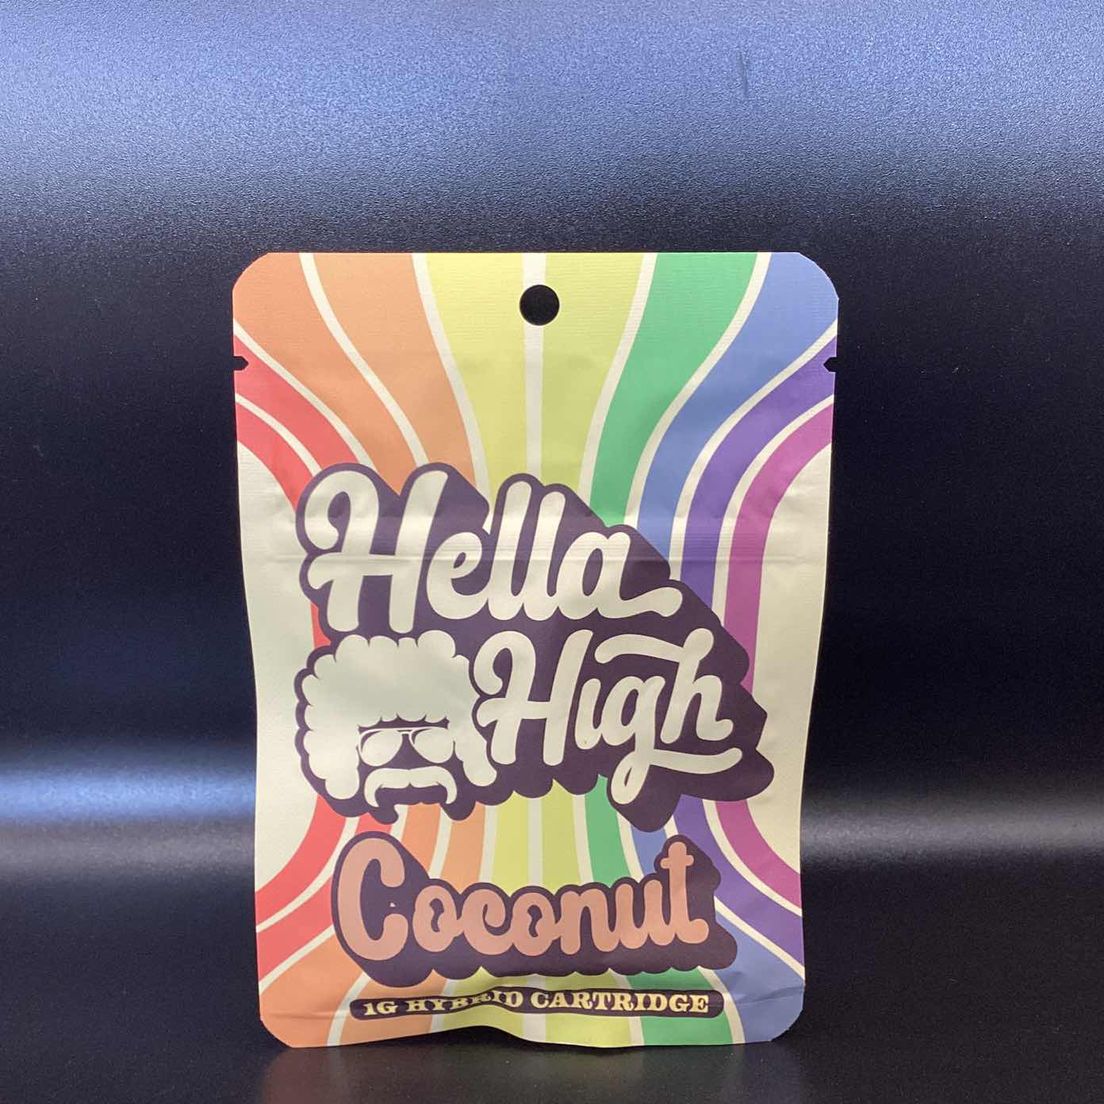 Hella
High
Coconut
1G HYBRID CARTRIDGE